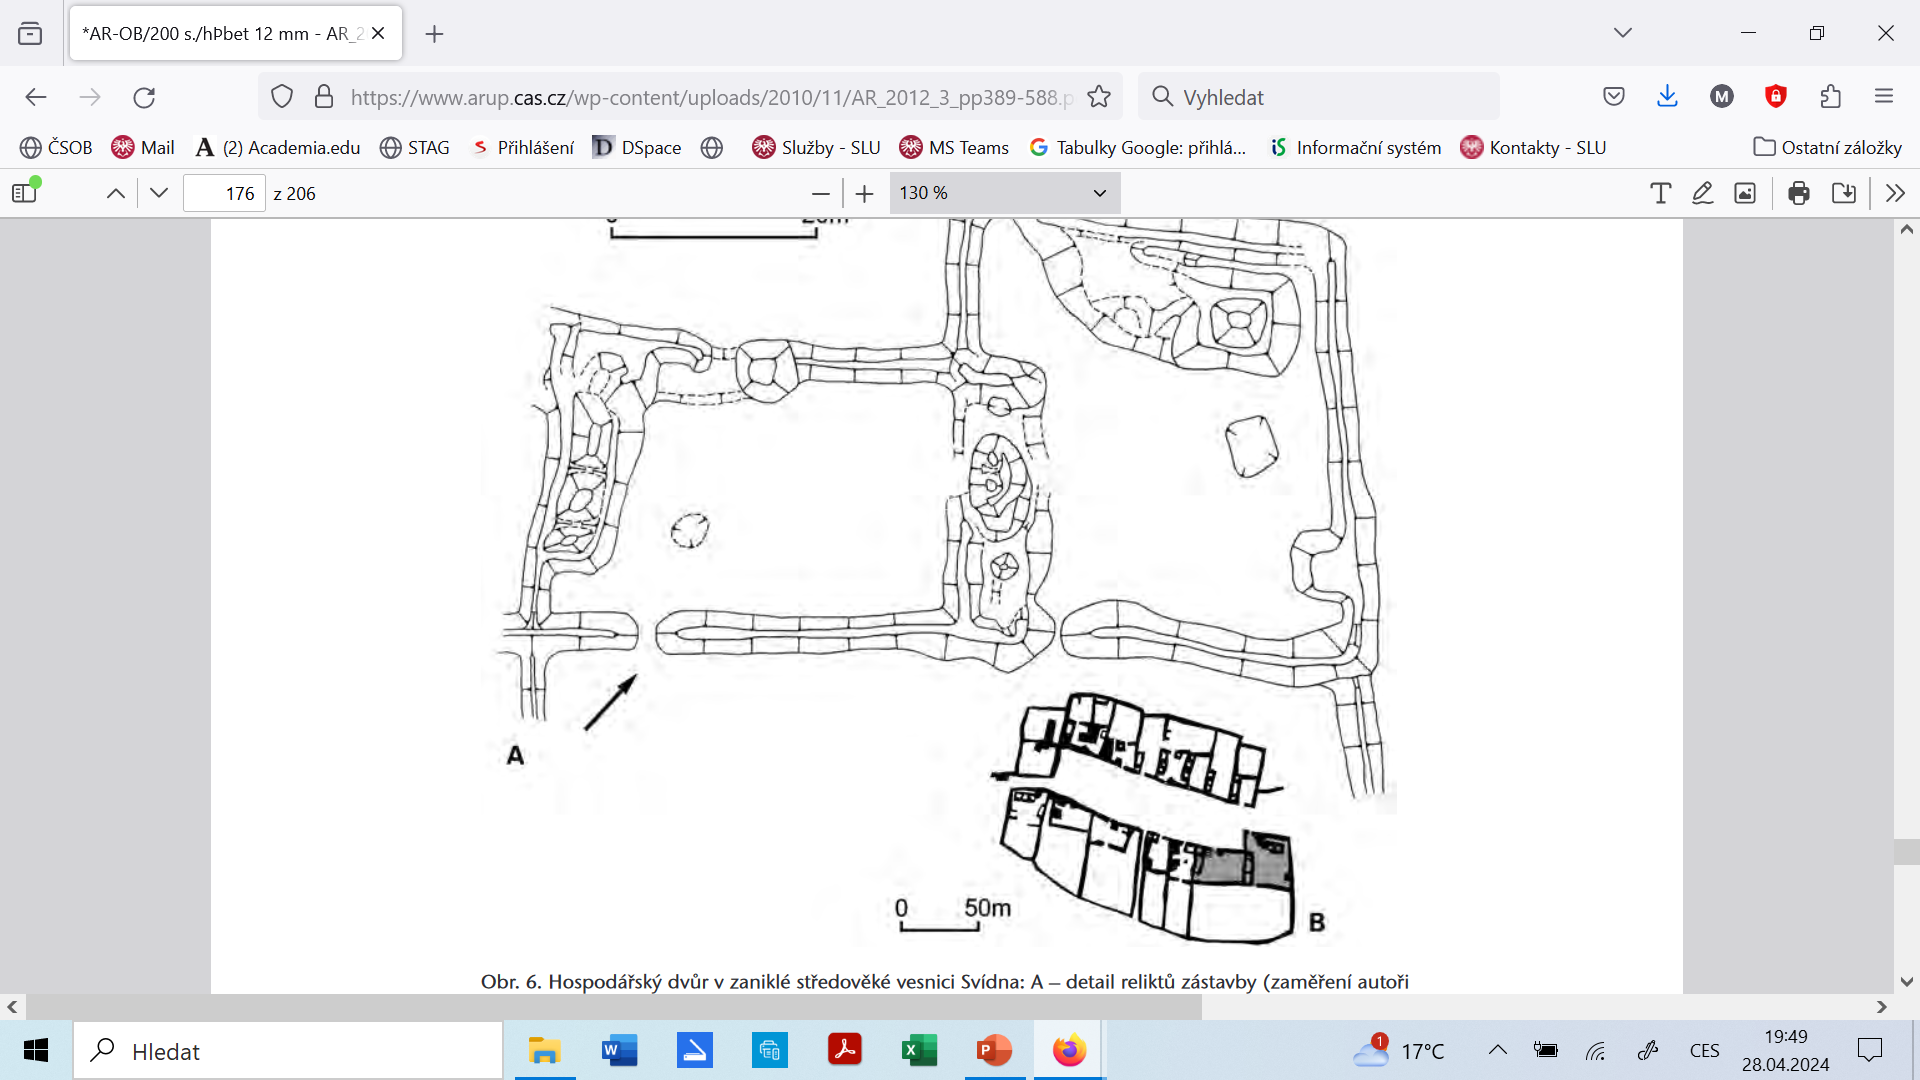 *AR-OB/200 s./hÞbet 12 mm - AR_2
https://www.arup.cas.cz/wp-content/uploads/2010/11/AR_2012_3_pp389-588.p
Vyhledat
M
ČSOB
Mail
(2) Academia.edu
STAG
Přihlášení
DSpace
Služby - SLU
MS Teams
Tabulky Google: přihlá...
Informační systém
Kontakty - SLU
Ostatní záložky
176 z 206
130 %
A
0 50m
B
Obr. 6. Hospodářský dvůr v zaniklé středověké vesnici Svídna: A – detail reliktů zástavby (zaměření autoři
Hledat
1
17°C
CES
19:49
28.04.2024